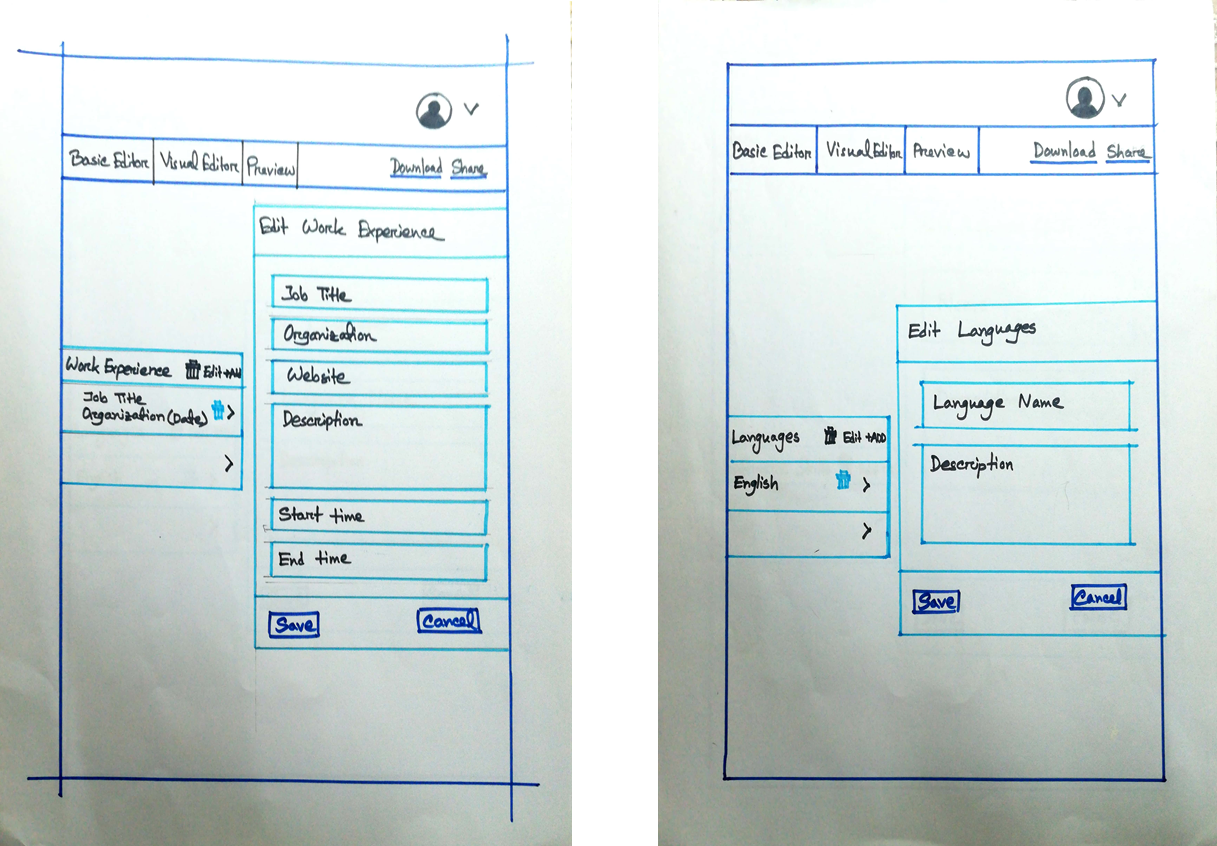 Basic Editor Visual Editor Preview Download Share
Edit Work Experience
Job Title
Organization
Website
Description
Start time
End time
Save Cancel
Work Experience Edit +Add
Job Title
Organization (Date)
Basic Editor Visual Editor Preview Download Share
Edit Languages
Language Name
Description
Save Cancel
Languages Edit +ADD
English